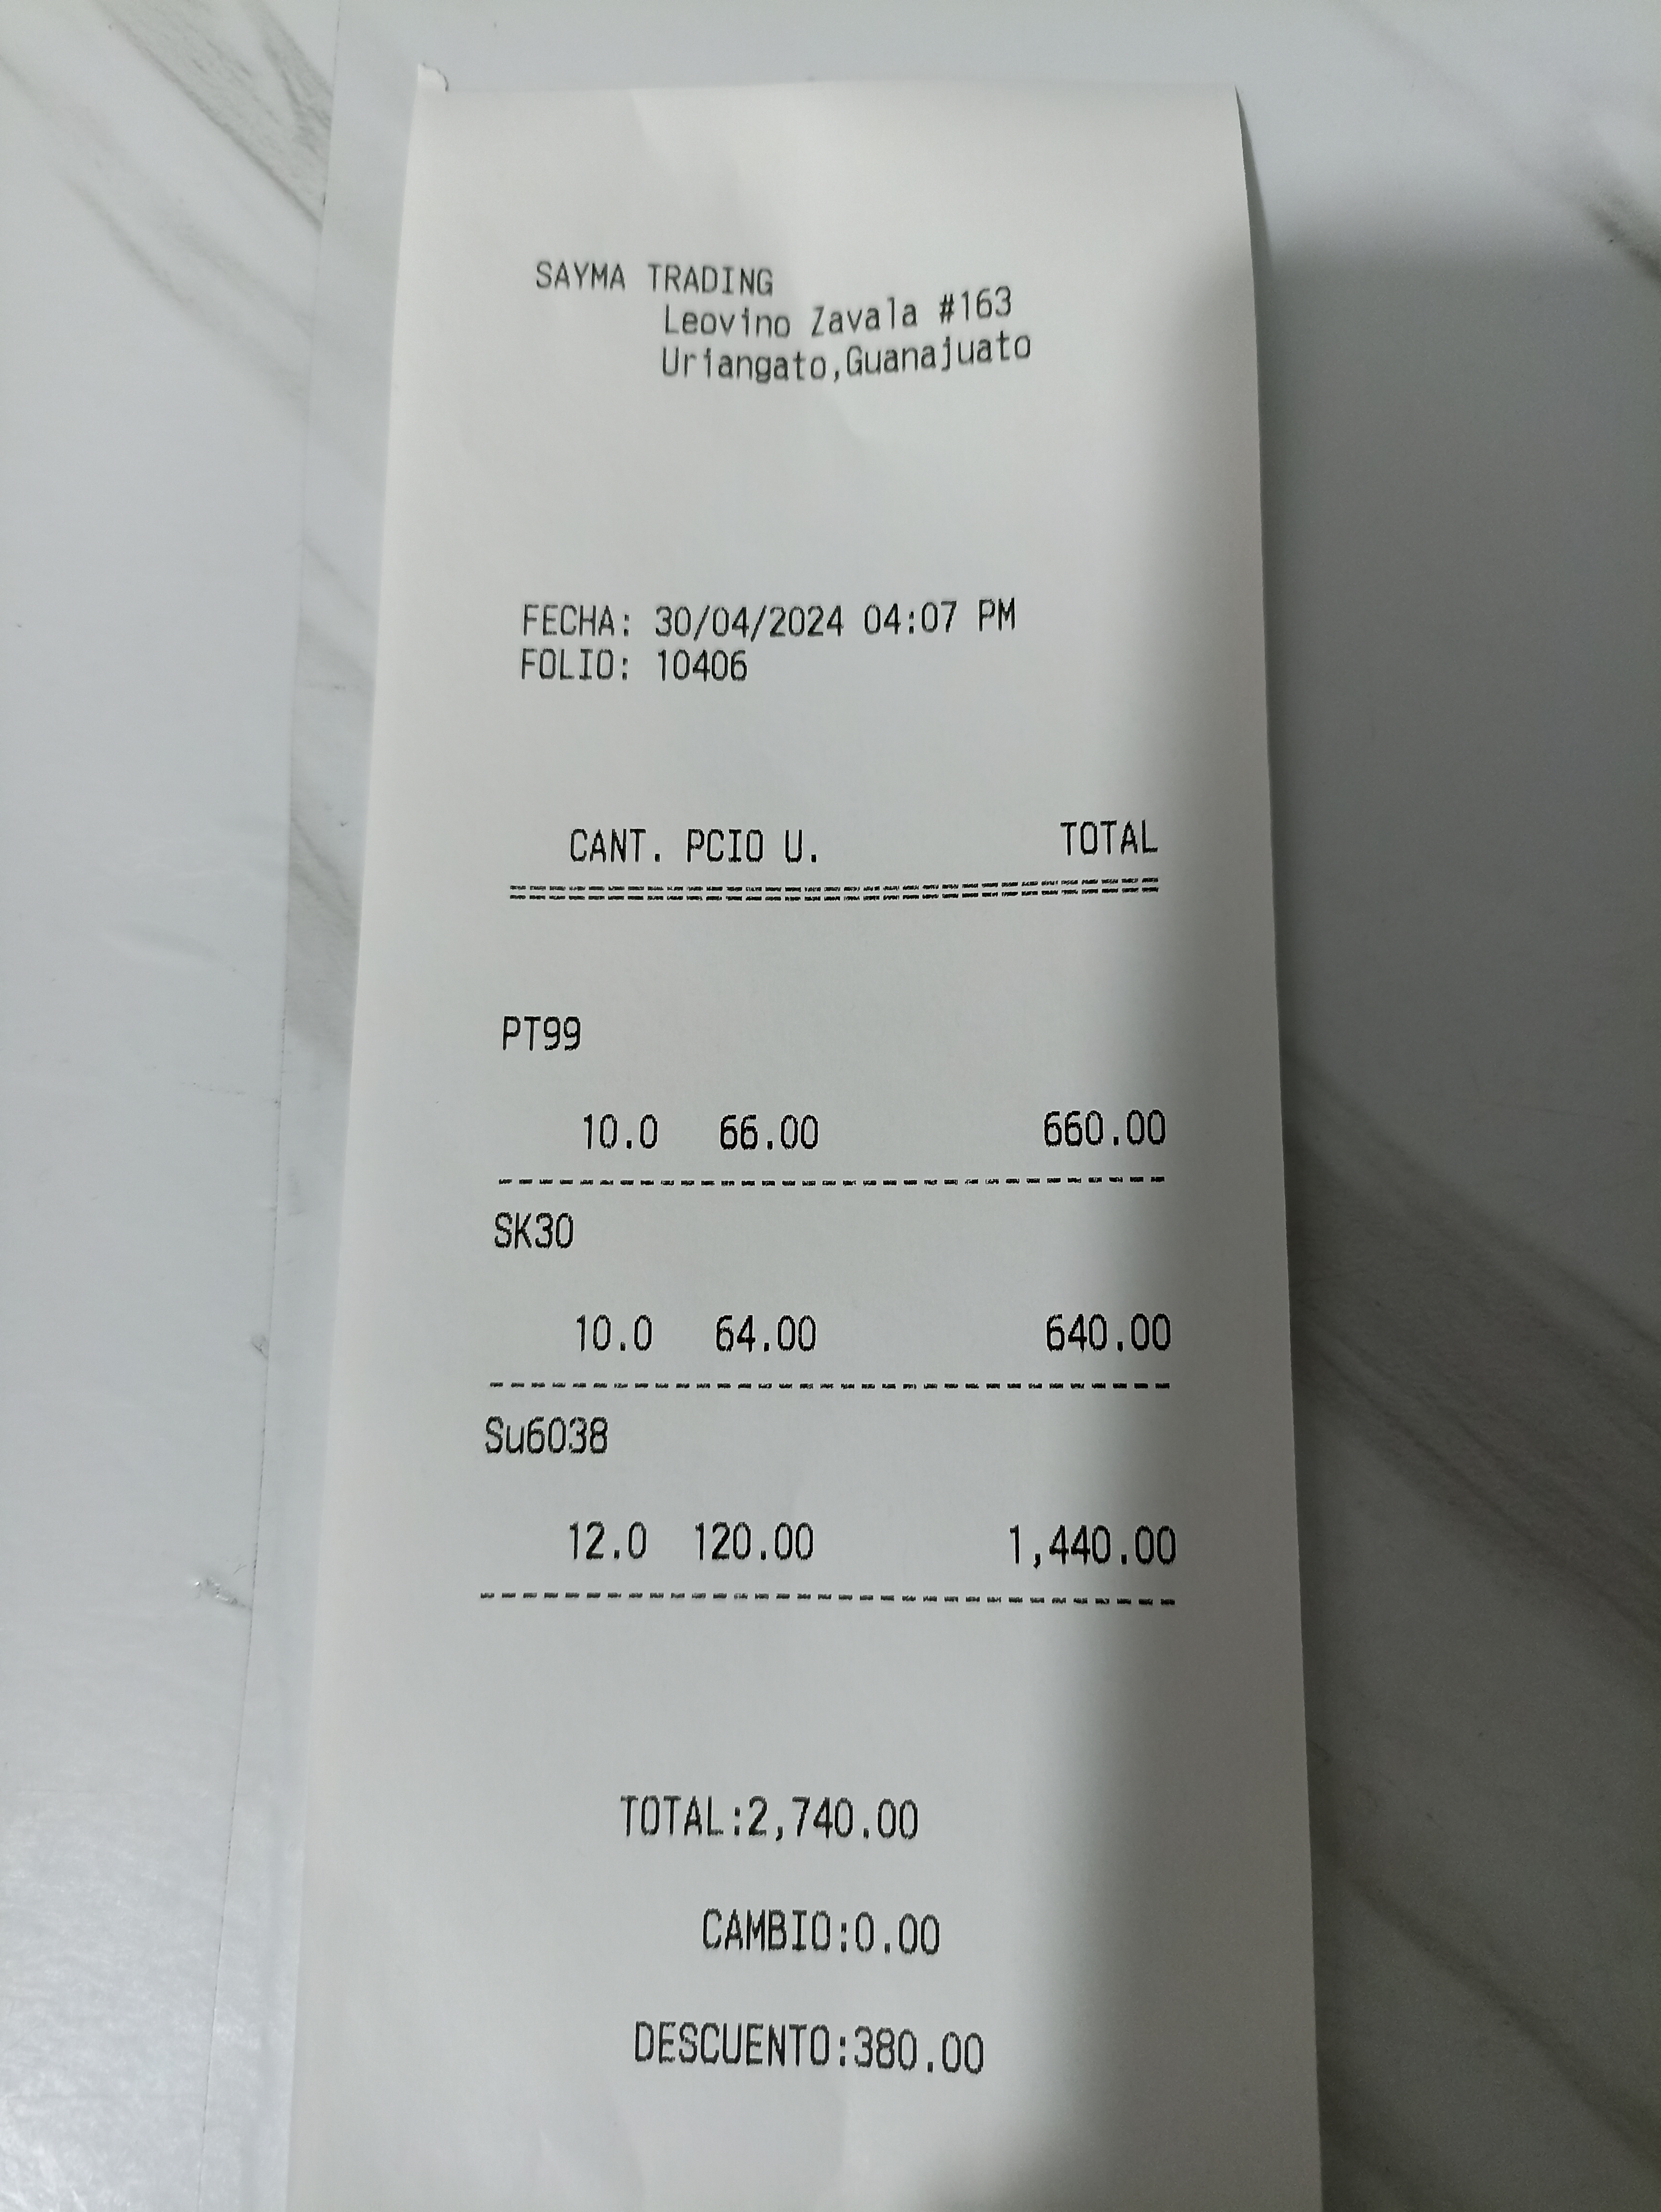 SAYMA TRADING
Leovino Zavala #163
Uriangato,Guanajuato
FECHA: 30/04/2024 04:07 PM
FOLIO: 10406
CANT. PCIO U. TOTAL
PT99
10.0 66.00 660.00
SK30
10.0 64.00 640.00
Su6038
12.0 120.00 1,440.00
TOTAL:2,740.00
CAMBIO:0.00
DESCUENTO:380.00